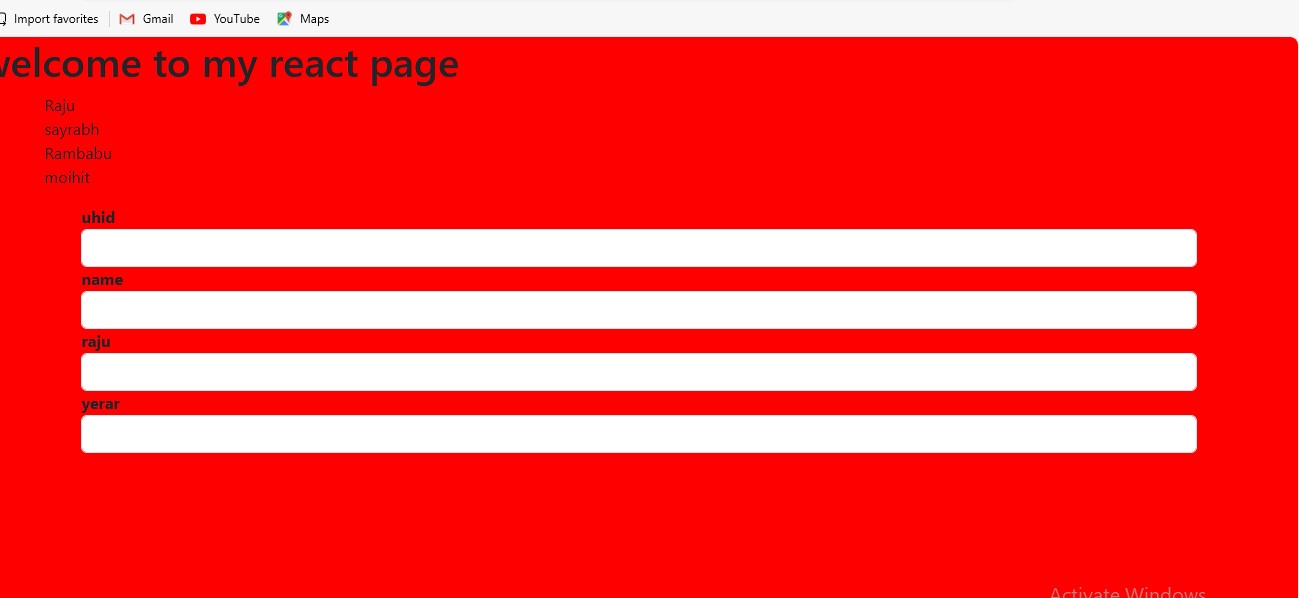 Import favorites Gmail YouTube Maps
welcome to my react page
Raju
sayrabh
Rambabu
moihit
uhid
name
raju
yerar
Activate Windows